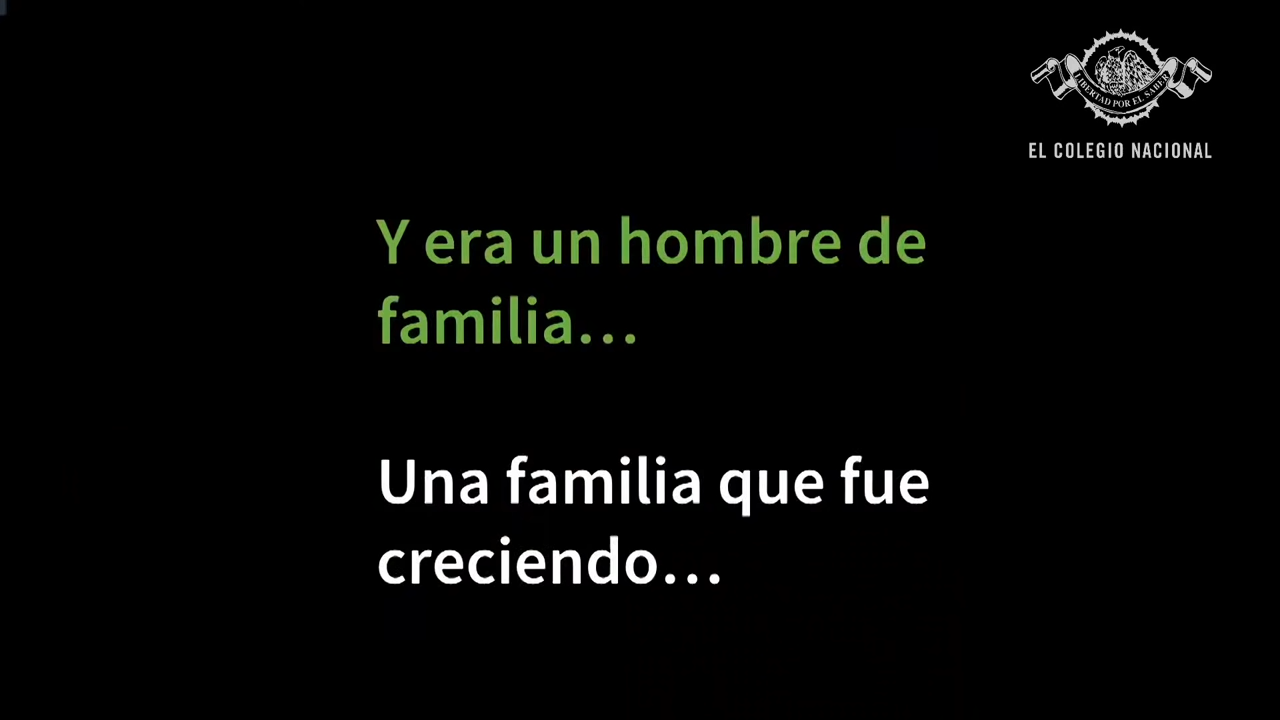 LIBERTAD POR EL SABER
EL COLEGIO NACIONAL
Y era un hombre de
familia...
Una familia que fue
creciendo...